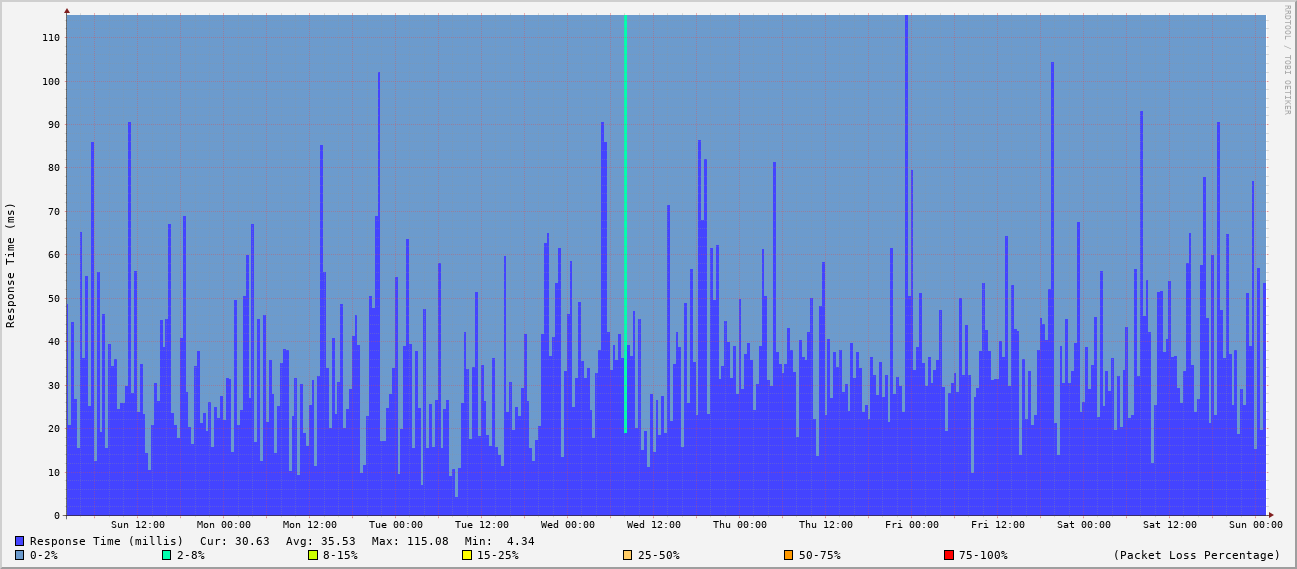 RRDTOOL / TOBI OETIKER
Response Time (ms)
110
100
90
80
70
60
50
40
30
20
10
0
Sun 12:00 Mon 00:00 Mon 12:00 Tue 00:00 Tue 12:00 Wed 00:00 Wed 12:00 Thu 00:00 Thu 12:00 Fri 00:00 Fri 12:00 Sat 00:00 Sat 12:00 Sun 00:00
Response Time (millis) Cur: 30.63 Avg: 35.53 Max: 115.08 Min: 4.34
0-2% 2-8% 8-15% 15-25% 25-50% 50-75% 75-100% (Packet Loss Percentage)